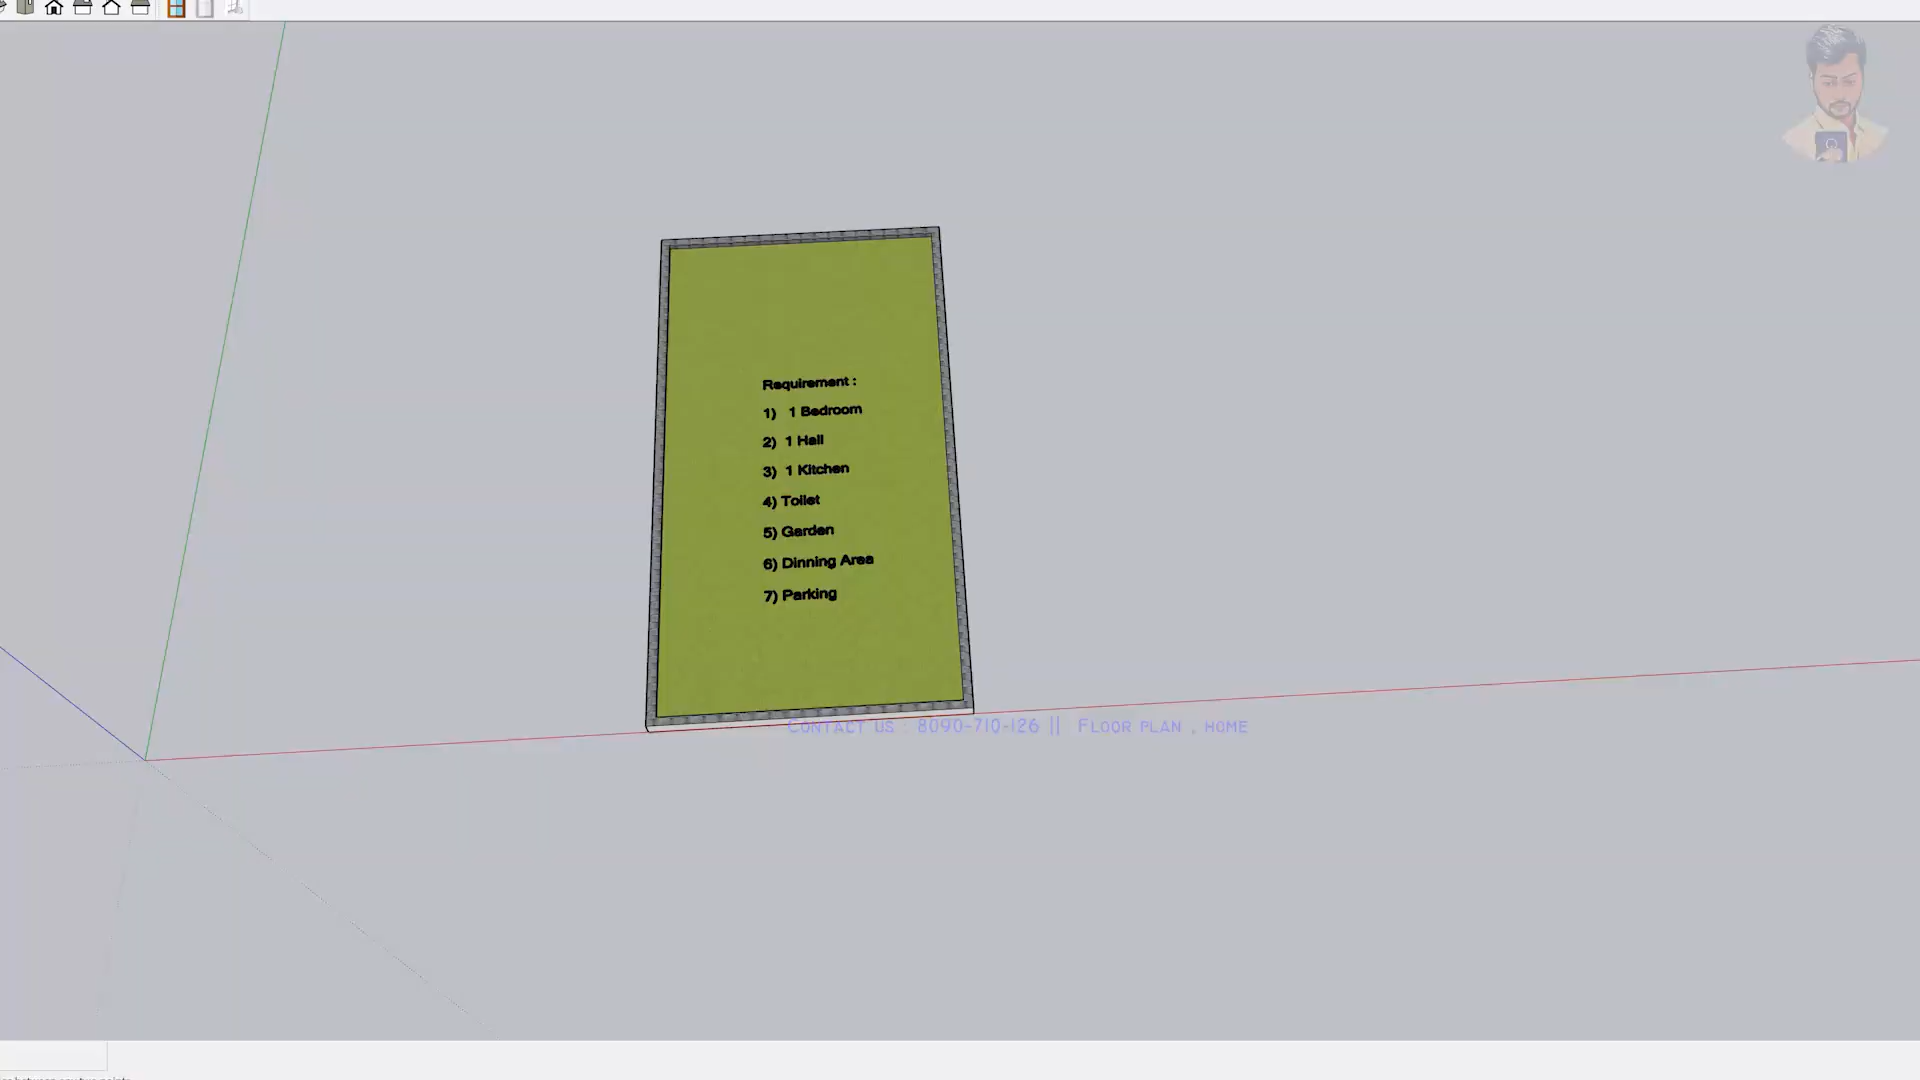 Requirement :
1) 1 Bedroom
2) 1 Hall
3) 1 Kitchen
4) Toilet
5) Garden
6) Dinning Area
7) Parking
CONTACT US : 8090-710-126 || FLOOR PLAN , HOME